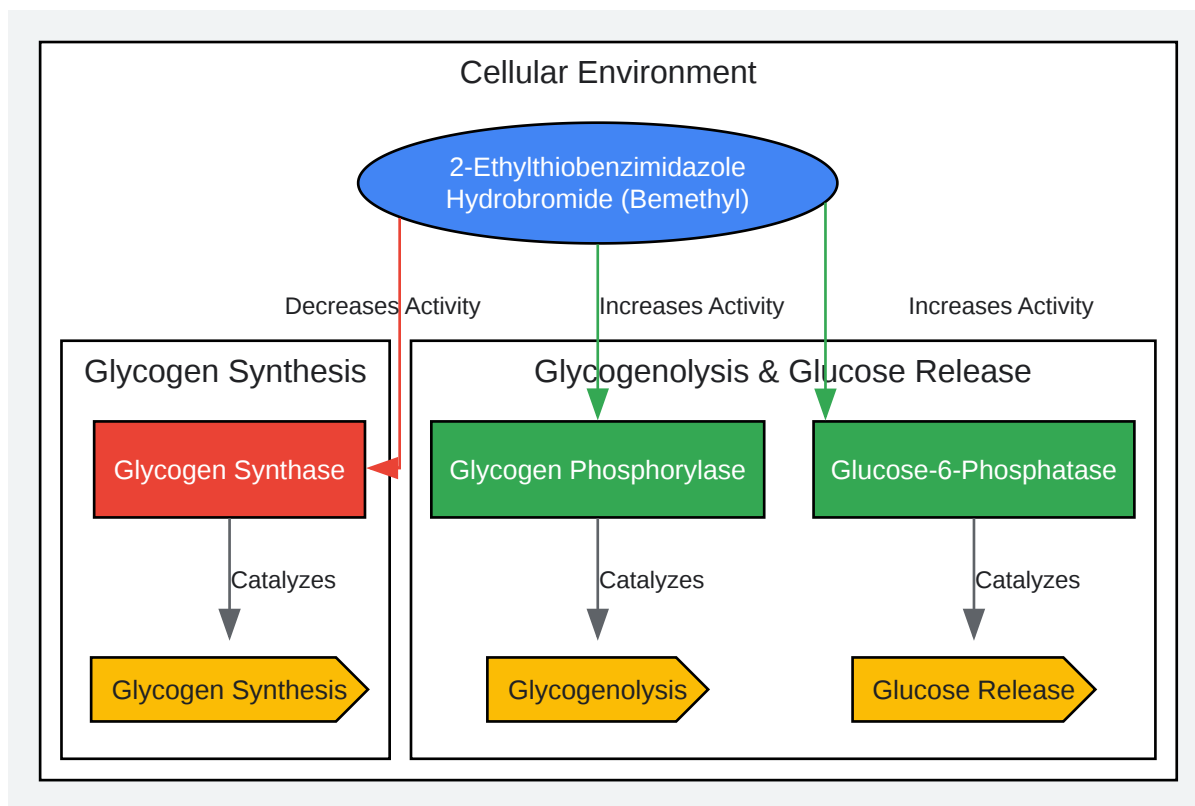 Cellular Environment
2-Ethylthiobenzimidazole
Hydrobromide (Bemethyl)
Decreases Activity
Increases Activity
Increases Activity
Glycogen Synthesis
Glycogenolysis & Glucose Release
Glycogen Synthase
Glycogen Phosphorylase
Glucose-6-Phosphatase
Catalyzes
Catalyzes
Catalyzes
Glycogen Synthesis
Glycogenolysis
Glucose Release